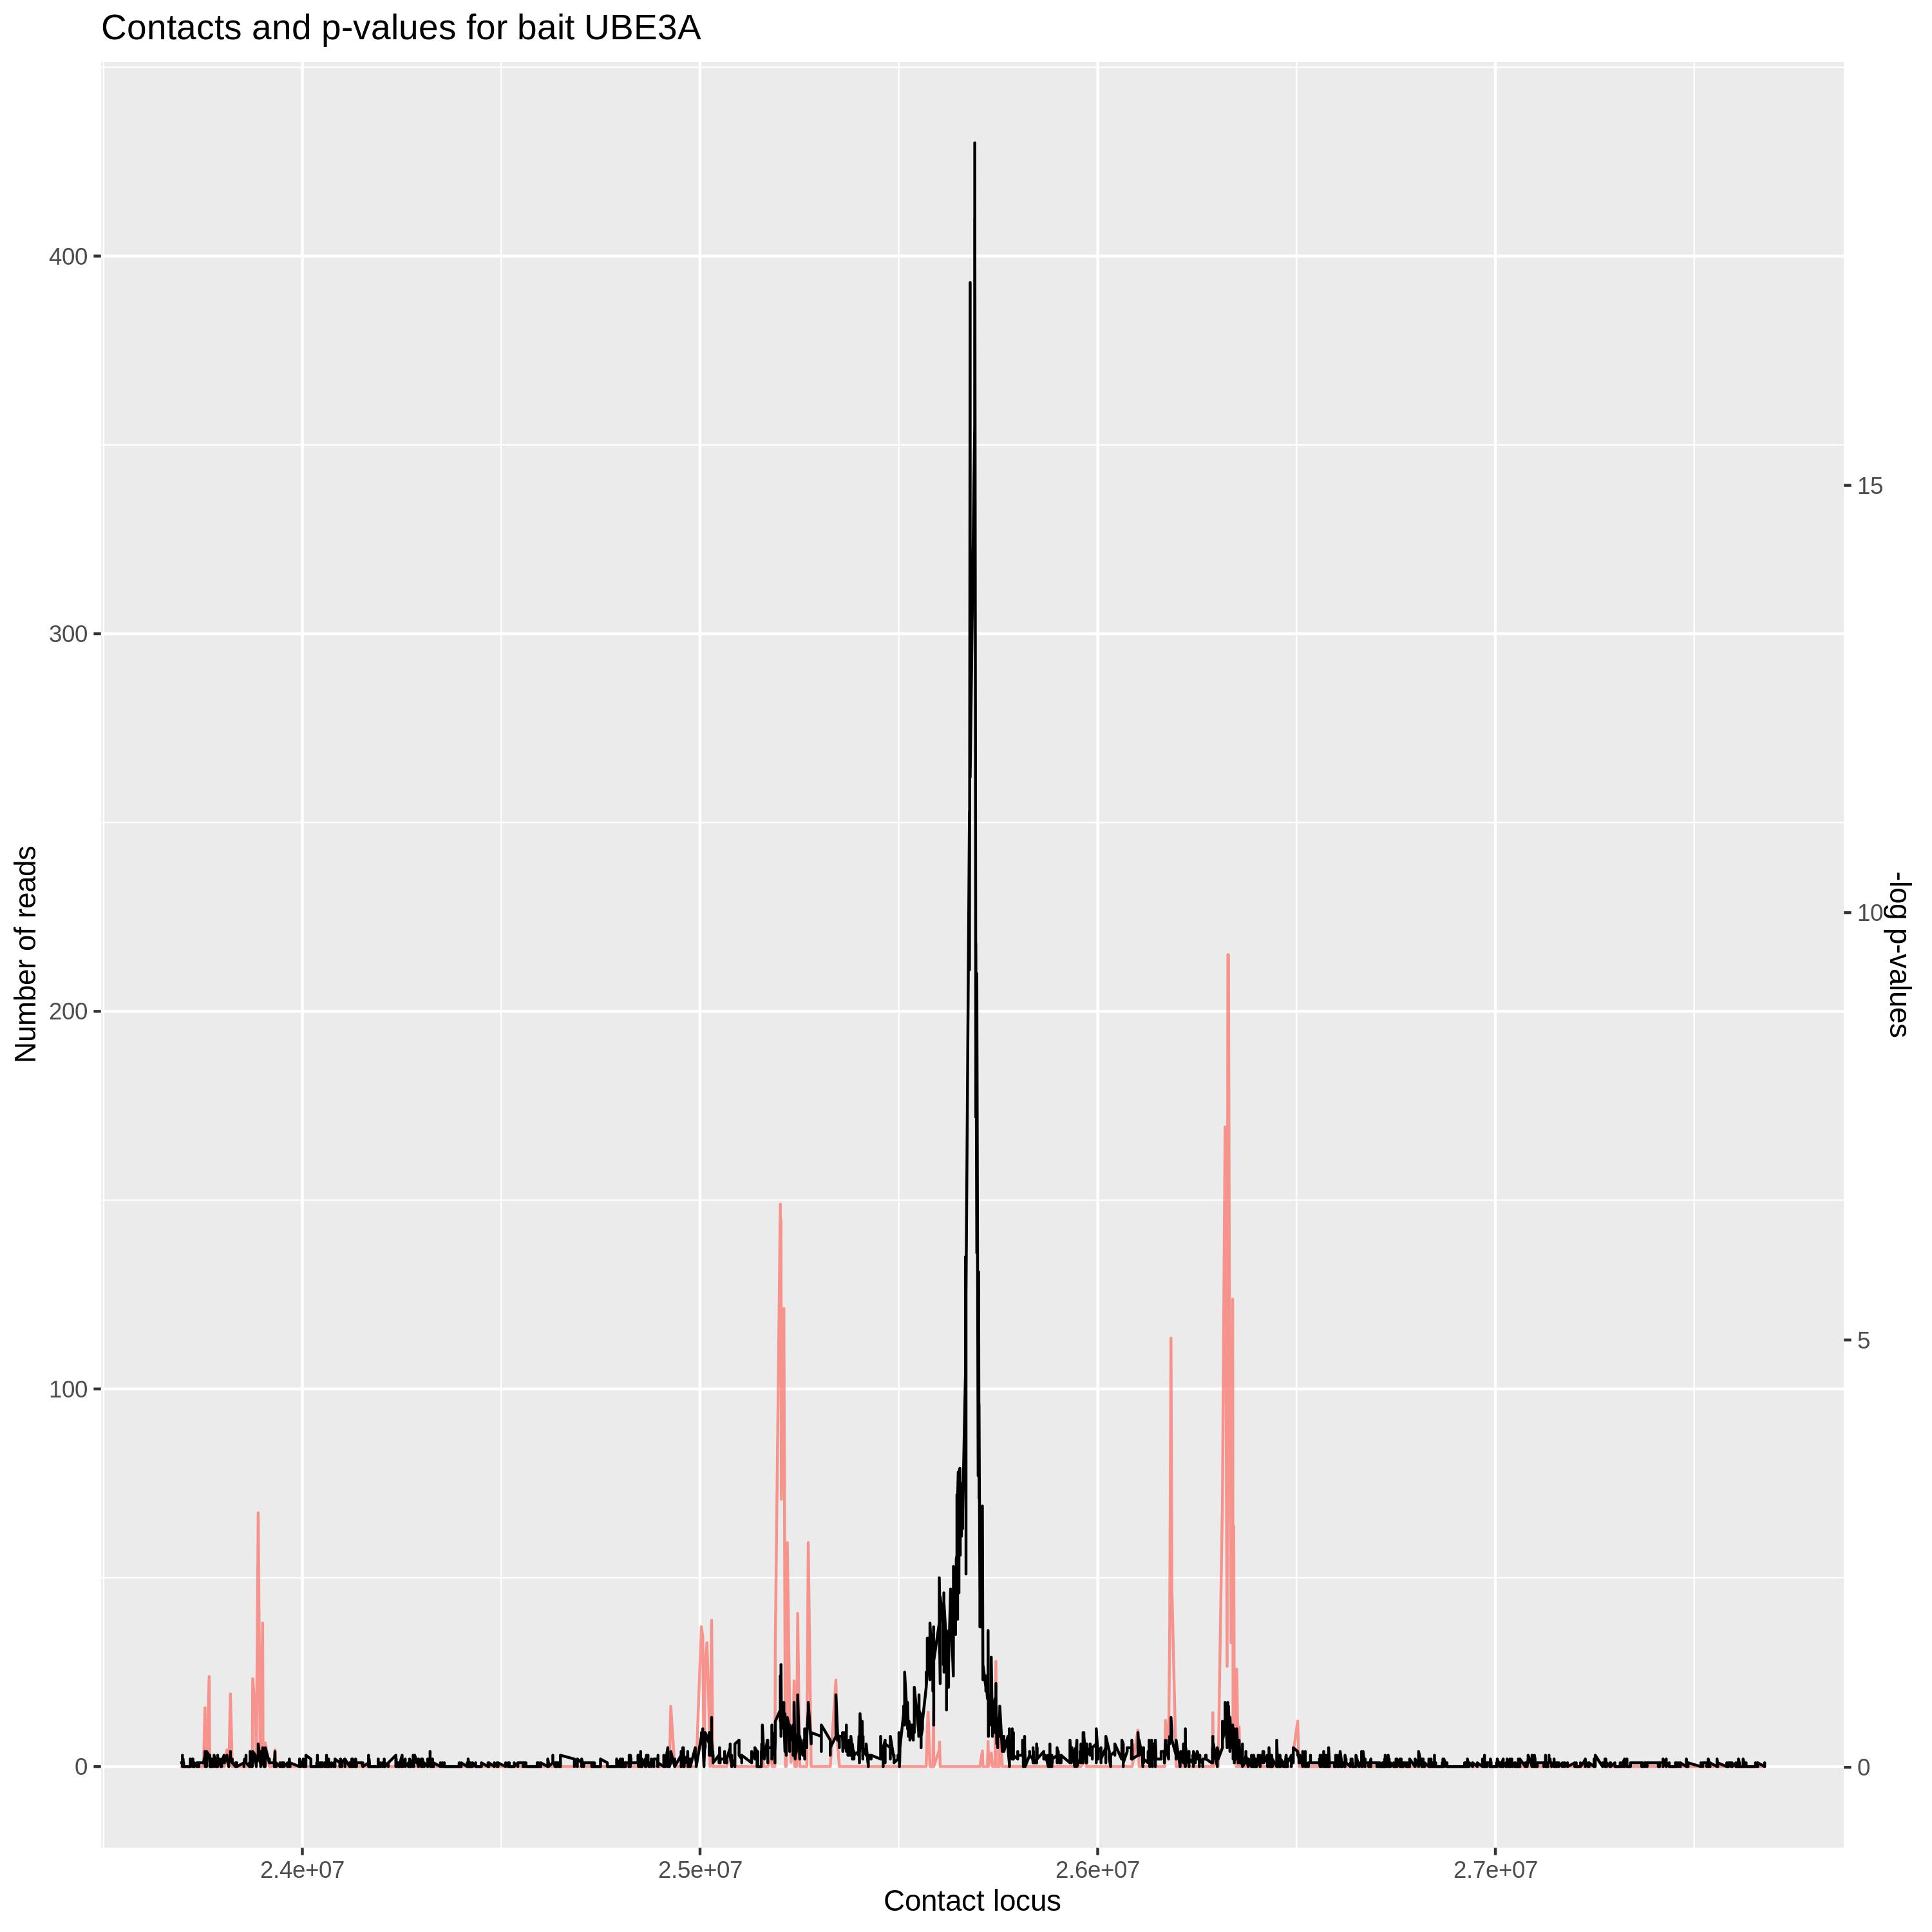 Contacts and p-values for bait UBE3A
400
300
200
100
0
Number of reads
15
10
5
0
-log p-values
2.4e+07
2.5e+07
2.6e+07
2.7e+07
Contact locus